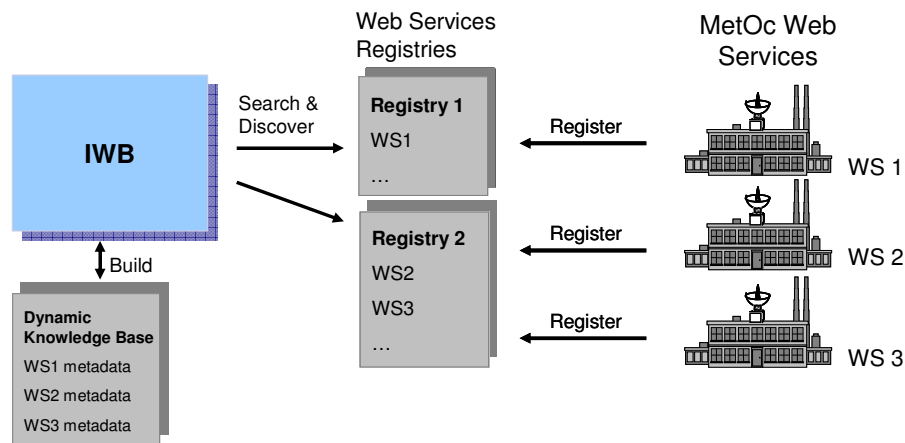 Web Services
Registries
MetOc Web
Services
IWB
Search &
Discover
Registry 1
WS1
…
Register
WS 1
Registry 2
WS2
WS3
…
Register
WS 2
Register
WS 3
Build
Dynamic
Knowledge Base
WS1 metadata
WS2 metadata
WS3 metadata